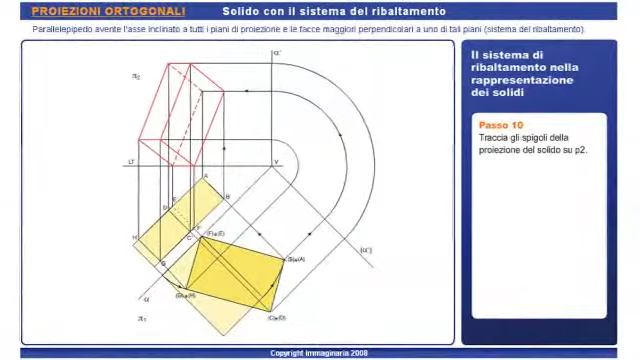 PROIEZIONI ORTOGONALI
Solido con il sistema del ribaltamento
Parallelepipedo avente l'asse inclinato a tutti i piani di proiezione e le facce maggiori perpendicolari a uno di tali piani (sistema del ribaltamento).
Il sistema di
ribaltamento nella
rappresentazione
dei solidi
Passo 10
Traccia gli spigoli della
proiezione del solido su p2.
α''
π₂
LT
V
A
B
E
D
F
C
H
G
(F)≡(E)
(α')
(B)≡(A)
α'
(G)≡(H)
π₁
(C)≡(D)
Copyright Immaginaria 2008